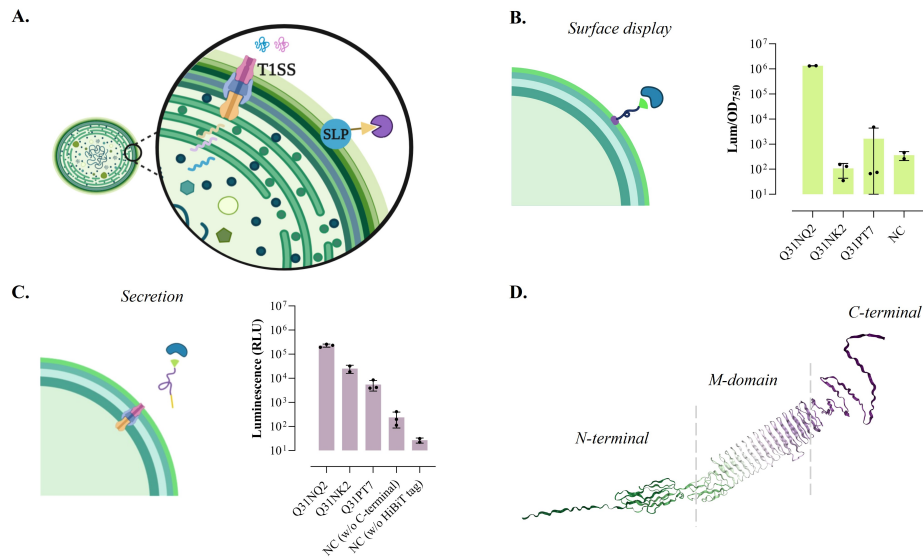 A.
T1SS
SLP
B.
Surface display
Lum/OD750
10^7
10^6
10^5
10^4
10^3
10^2
10^1
Q31NQ2
Q31NK2
Q31PT7
NC
C.
Secretion
Luminescence (RLU)
10^7
10^6
10^5
10^4
10^3
10^2
10^1
Q31NQ2
Q31NK2
Q31PT7
NC (w/o C-terminal)
NC (w/o HiBiT tag)
D.
C-terminal
M-domain
N-terminal